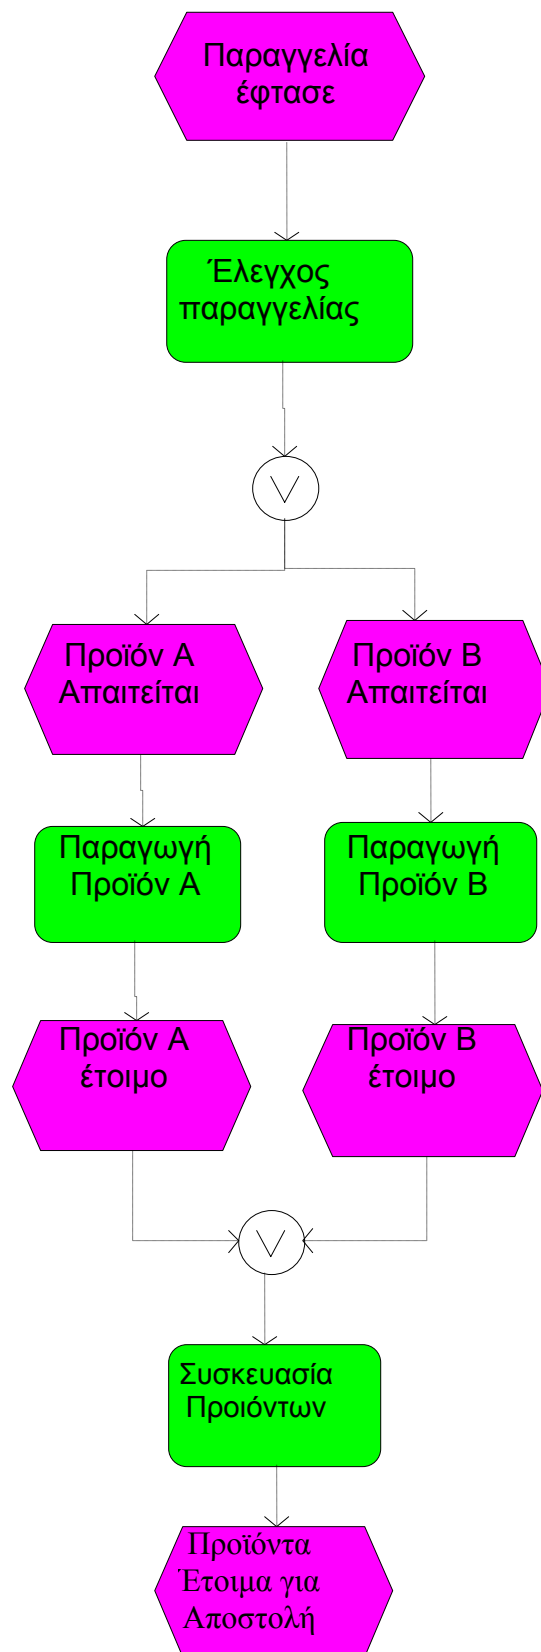 Παραγγελία
έφτασε
Έλεγχος
παραγγελίας
V
Προϊόν Α
Απαιτείται
Προϊόν Β
Απαιτείται
Παραγωγή
Προϊόν Α
Παραγωγή
Προϊόν Β
Προϊόν Α
έτοιμο
Προϊόν Β
έτοιμο
V
Συσκευασία
Προιόντων
Προϊόντα
Έτοιμα για
Αποστολή